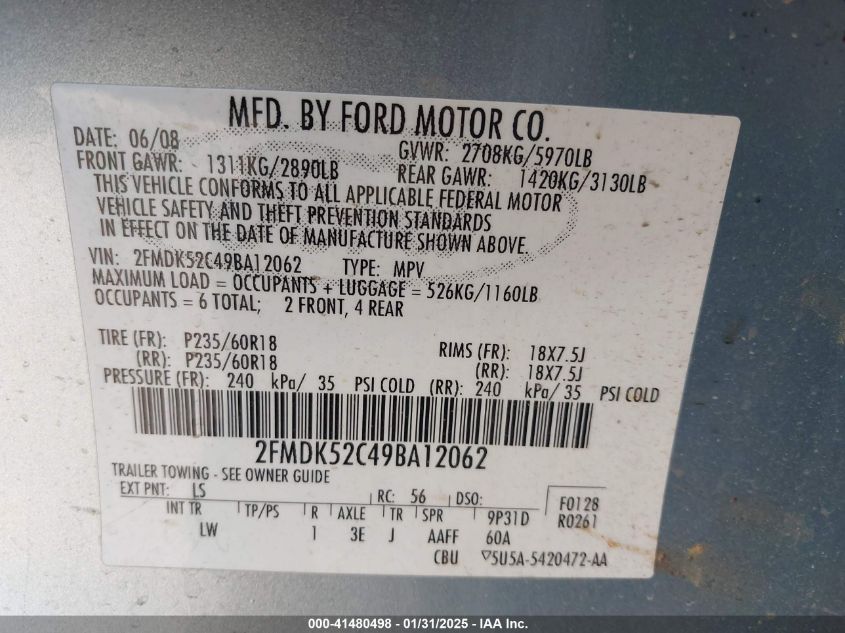 MFD. BY FORD MOTOR CO.
DATE: 06/08 GVWR: 2708KG/5970LB
FRONT GAWR: 1311KG/2890LB REAR GAWR: 1420KG/3130LB
THIS VEHICLE CONFORMS TO ALL APPLICABLE FEDERAL MOTOR
VEHICLE SAFETY AND THEFT PREVENTION STANDARDS
IN EFFECT ON THE DATE OF MANUFACTURE SHOWN ABOVE.
VIN: 2FMDK52C49BA12062 TYPE: MPV
MAXIMUM LOAD = OCCUPANTS + LUGGAGE = 526KG/1160LB
OCCUPANTS = 6 TOTAL; 2 FRONT, 4 REAR
TIRE (FR): P235/60R18 RIMS (FR): 18X7.5J
(RR): P235/60R18 (RR): 18X7.5J
PRESSURE (FR): 240 kPa/ 35 PSI COLD (RR): 240 kPa/ 35 PSI COLD
2FMDK52C49BA12062
TRAILER TOWING - SEE OWNER GUIDE
EXT PNT: LS RC: 56 DSO: F0128
INT TR TP/PS R AXLE TR SPR 9P31D R0261
LW 1 3E J AAFF 60A
CBU ▽5U5A-5420472-AA
000-41480498 - 01/31/2025 - IAA Inc.